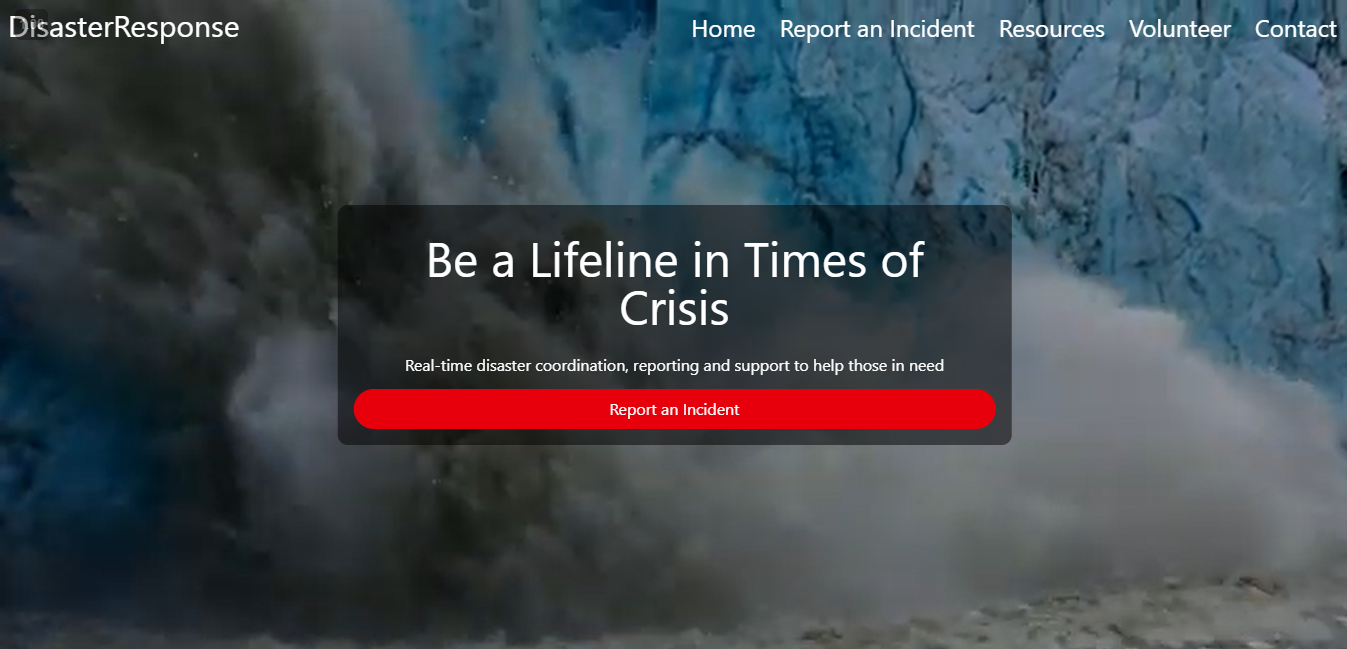 DisasterResponse
Home Report an Incident Resources Volunteer Contact
Be a Lifeline in Times of
Crisis
Real-time disaster coordination, reporting and support to help those in need
Report an Incident